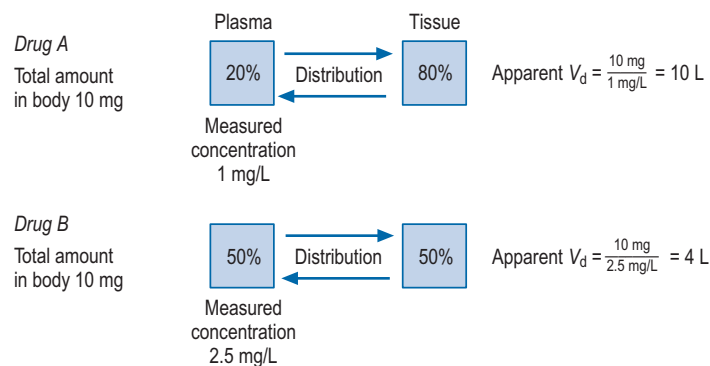 Plasma
Tissue
Drug A
Total amount
in body 10 mg
20%
Distribution
80%
Apparent Vd = 10 mg / 1 mg/L = 10 L
Measured
concentration
1 mg/L
Drug B
Total amount
in body 10 mg
50%
Distribution
50%
Apparent Vd = 10 mg / 2.5 mg/L = 4 L
Measured
concentration
2.5 mg/L